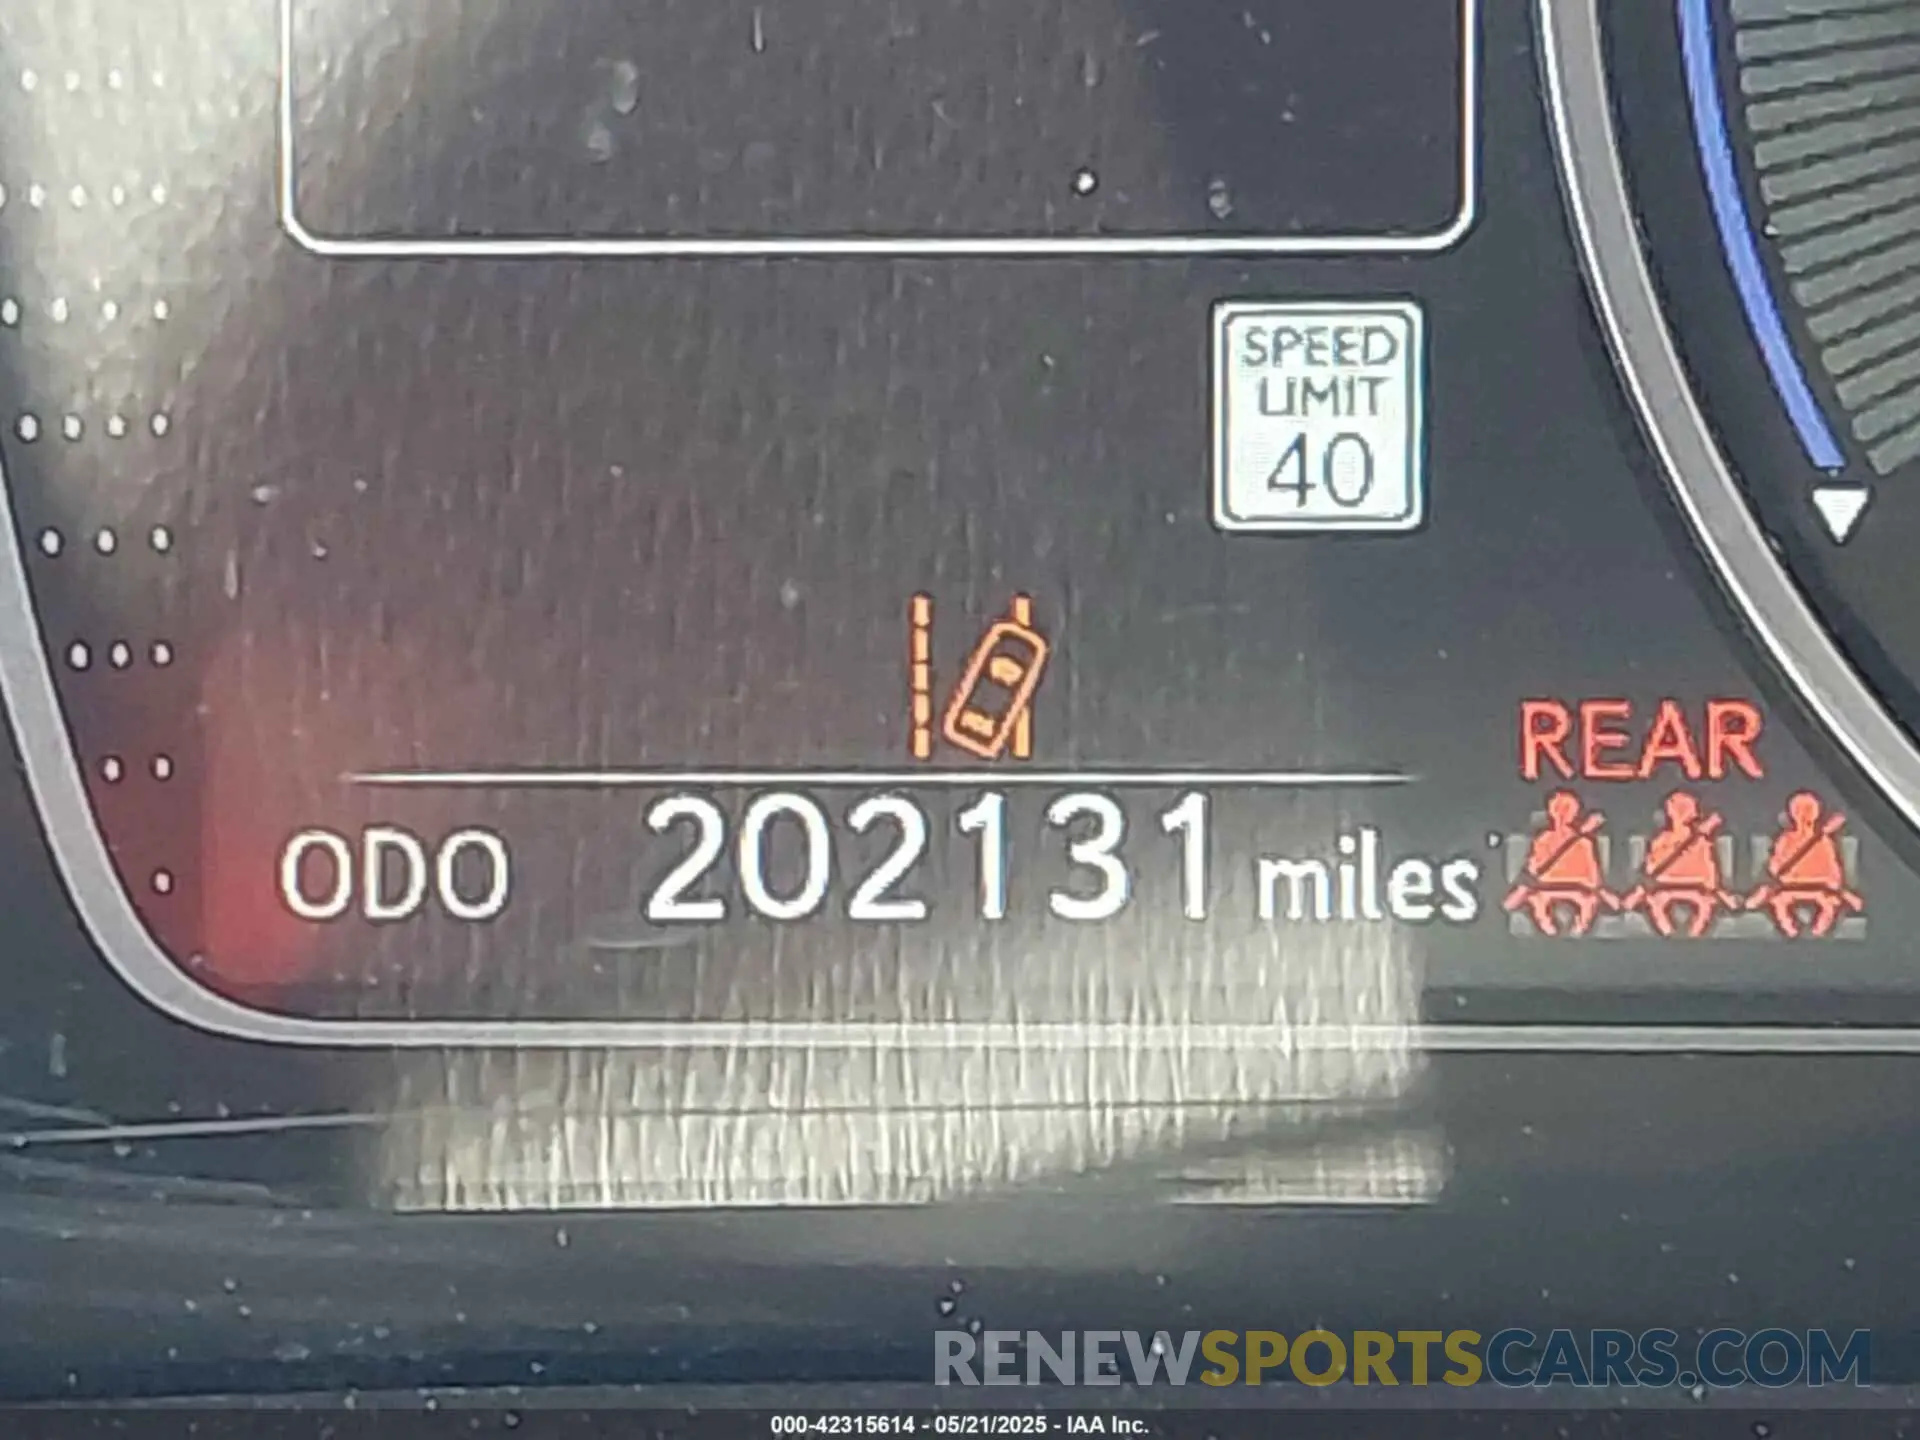 SPEED
LIMIT
40
REAR
ODO 202131 miles
RENEWSPORTSCARS.COM
000-42315614 - 05/21/2025 - IAA Inc.